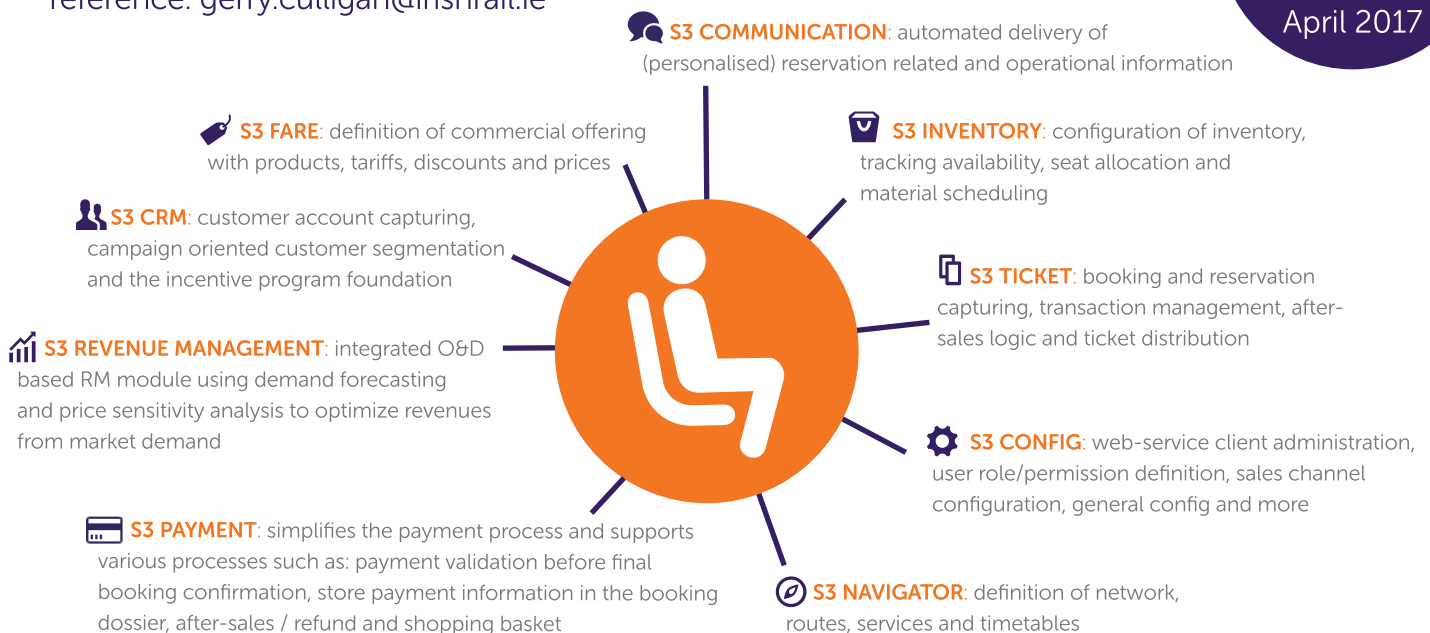 reference: gerry.culligan@irishrail.ie
April 2017
S3 COMMUNICATION: automated delivery of
(personalised) reservation related and operational information
S3 FARE: definition of commercial offering
with products, tariffs, discounts and prices
S3 INVENTORY: configuration of inventory,
tracking availability, seat allocation and
material scheduling
S3 CRM: customer account capturing,
campaign oriented customer segmentation
and the incentive program foundation
S3 TICKET: booking and reservation
capturing, transaction management, after-
sales logic and ticket distribution
S3 REVENUE MANAGEMENT: integrated O&D
based RM module using demand forecasting
and price sensitivity analysis to optimize revenues
from market demand
S3 CONFIG: web-service client administration,
user role/permission definition, sales channel
configuration, general config and more
S3 PAYMENT: simplifies the payment process and supports
various processes such as: payment validation before final
booking confirmation, store payment information in the booking
dossier, after-sales / refund and shopping basket
S3 NAVIGATOR: definition of network,
routes, services and timetables